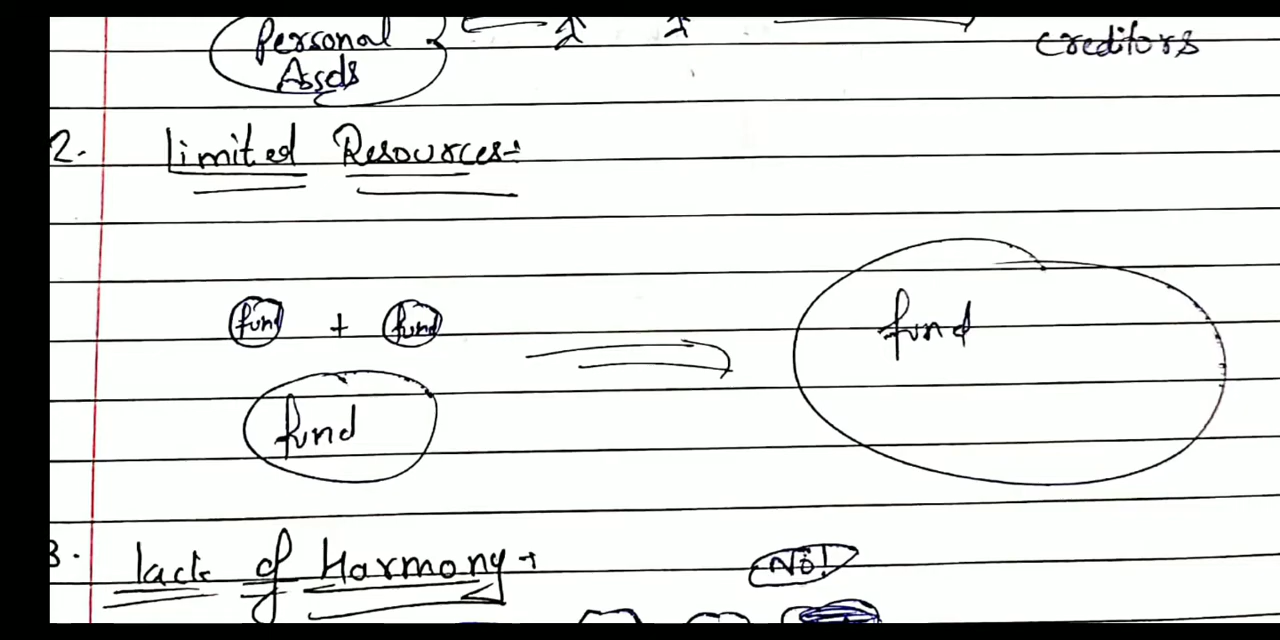 Personal
Assets
creditors
2. Limited Resources:-
fund + fund
fund
fund
3. lack of Harmony:-
No!